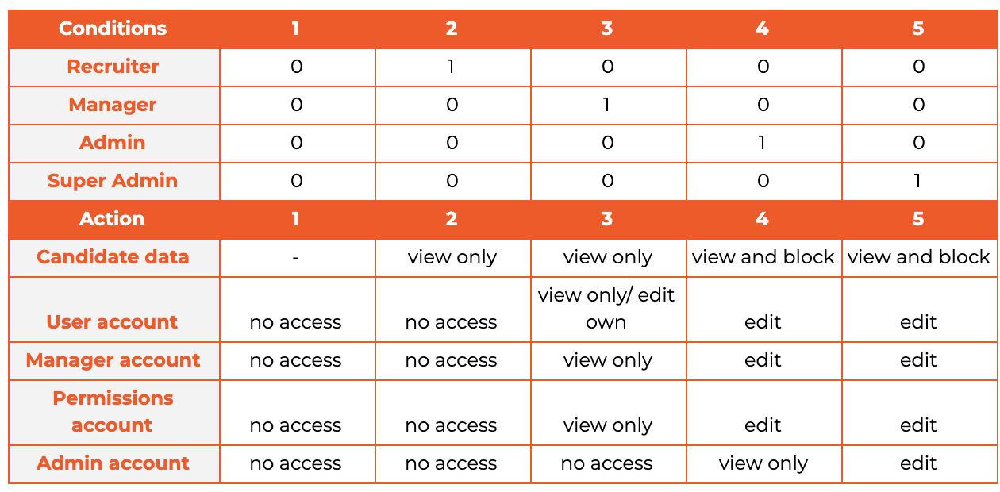 Conditions 1 2 3 4 5
Recruiter 0 1 0 0 0
Manager 0 0 1 0 0
Admin 0 0 0 1 0
Super Admin 0 0 0 0 1
Action 1 2 3 4 5
Candidate data - view only view only view and block view and block
view only/ edit
User account no access no access own edit edit
Manager account no access no access view only edit edit
Permissions
account no access no access view only edit edit
Admin account no access no access no access view only edit